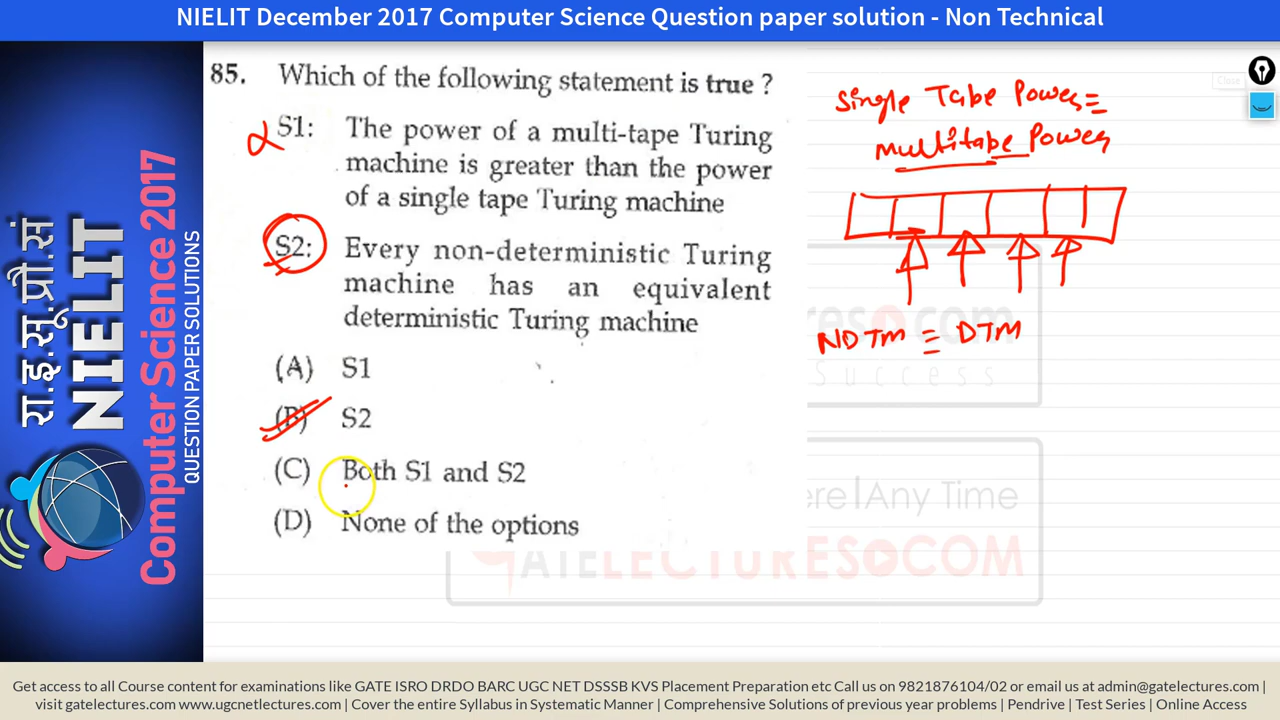 NIELIT December 2017 Computer Science Question paper solution - Non Technical
रा.इ.सू.प्रौ.सं
NIELIT
Computer Science 2017
QUESTION PAPER SOLUTIONS
85. Which of the following statement is true ?
S1: The power of a multi-tape Turing
machine is greater than the power
of a single tape Turing machine
S2: Every non-deterministic Turing
machine has an equivalent
deterministic Turing machine
(A) S1
(B) S2
(C) Both S1 and S2
(D) None of the options
Close
Single Tape Power =
multitape Power
NDTM ≡ DTM
Success
Any Time
GATELECTURES.COM
Get access to all Course content for examinations like GATE ISRO DRDO BARC UGC NET DSSSB KVS Placement Preparation etc Call us on 9821876104/02 or email us at admin@gatelectures.com |
visit gatelectures.com www.ugcnetlectures.com | Cover the entire Syllabus in Systematic Manner | Comprehensive Solutions of previous year problems | Pendrive | Test Series | Online Access